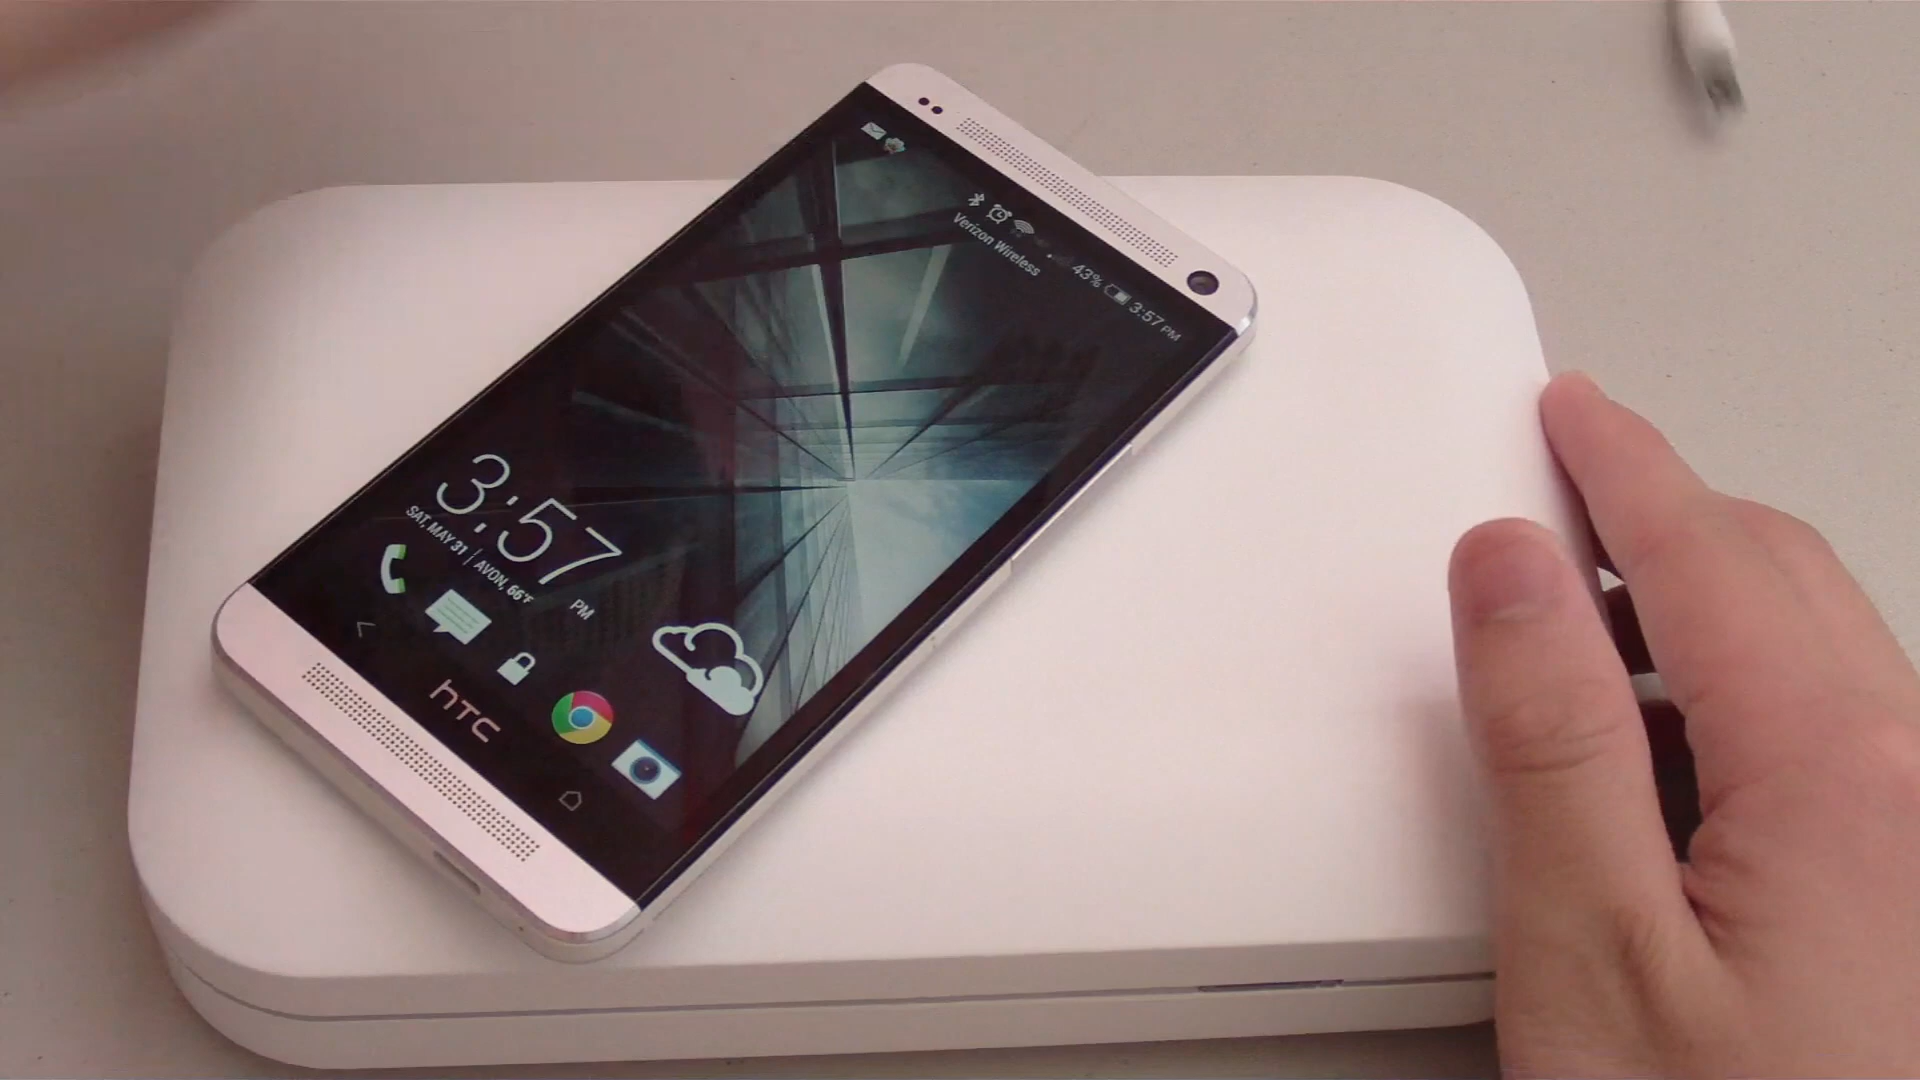 43% 3:57 PM
Verizon Wireless
3:57 PM
SAT, MAY 31 | AVON, 66°F
hTC